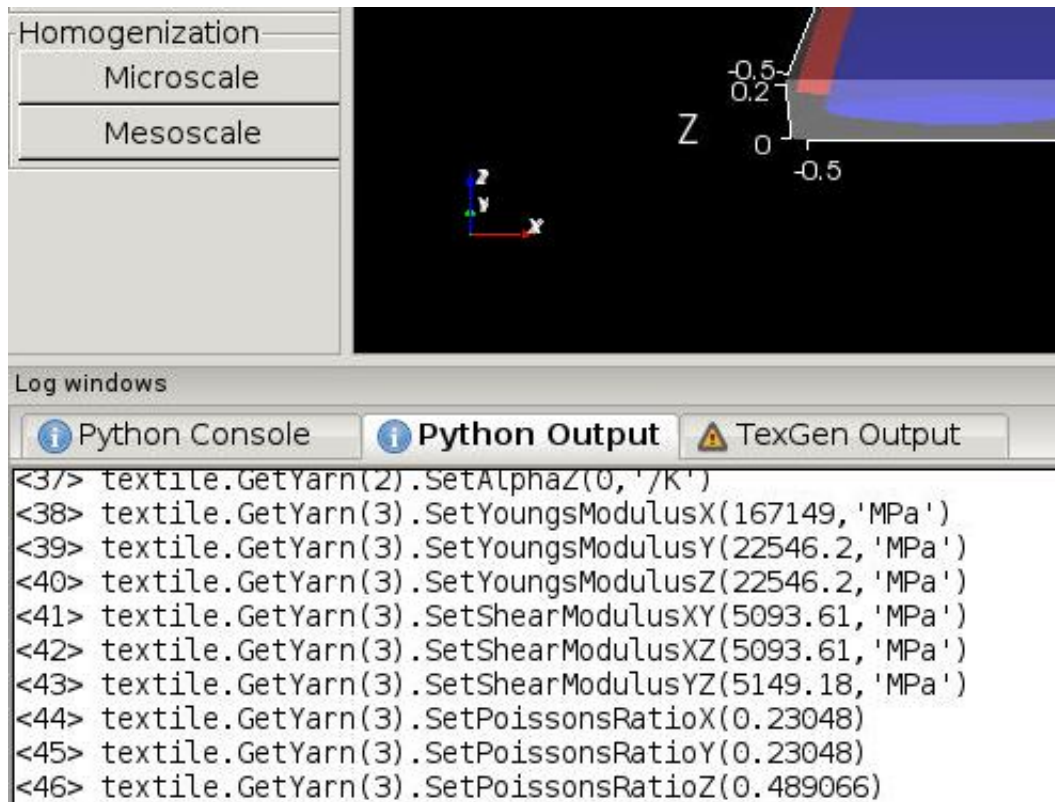 Homogenization
Microscale
Mesoscale
-0.5
0.2
Z
0
-0.5
Z
Y
X
Log windows
Python Console
Python Output
TexGen Output
<37> textile.GetYarn(2).SetAlphaZ(0,'/K')
<38> textile.GetYarn(3).SetYoungsModulusX(167149,'MPa')
<39> textile.GetYarn(3).SetYoungsModulusY(22546.2,'MPa')
<40> textile.GetYarn(3).SetYoungsModulusZ(22546.2,'MPa')
<41> textile.GetYarn(3).SetShearModulusXY(5093.61,'MPa')
<42> textile.GetYarn(3).SetShearModulusXZ(5093.61,'MPa')
<43> textile.GetYarn(3).SetShearModulusYZ(5149.18,'MPa')
<44> textile.GetYarn(3).SetPoissonsRatioX(0.23048)
<45> textile.GetYarn(3).SetPoissonsRatioY(0.23048)
<46> textile.GetYarn(3).SetPoissonsRatioZ(0.489066)